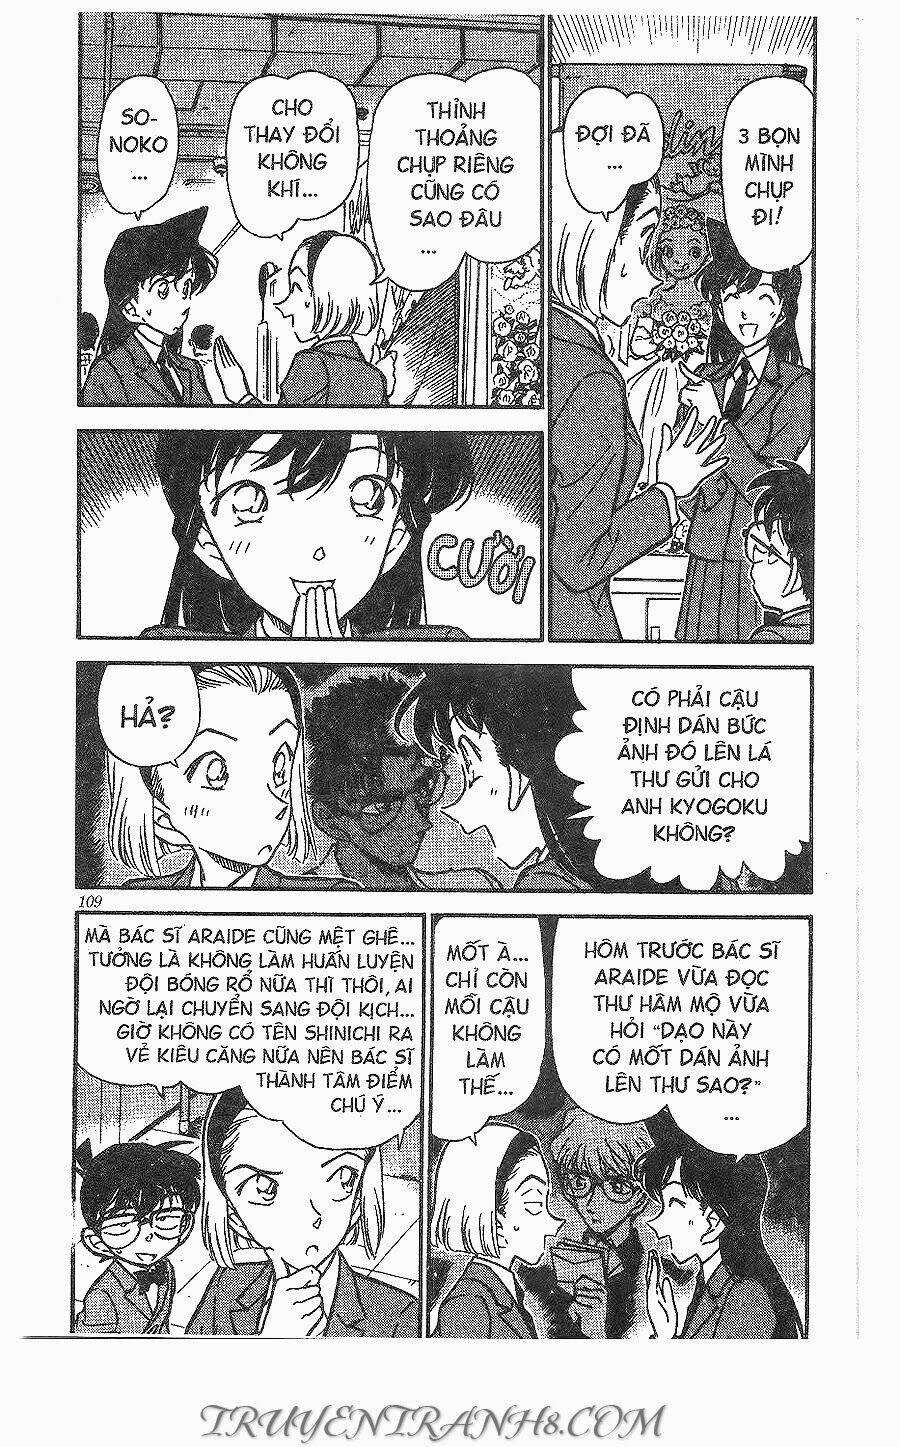 3 BỌN
MÌNH
CHỤP
ĐI!
ĐỢI ĐÃ
...
THỈNH
THOẢNG
CHỤP RIÊNG
CŨNG CÓ
SAO ĐÂU
...
CHO
THAY ĐỔI
KHÔNG
KHÍ...
SO-
NOKO
...
CƯỜI
CÓ PHẢI CẬU
ĐỊNH DÁN BỨC
ẢNH ĐÓ LÊN LÁ
THƯ GỬI CHO
ANH KYOGOKU
KHÔNG?
HẢ?
109
HÔM TRƯỚC BÁC SĨ
ARAIDE VỪA ĐỌC
THƯ HÂM MỘ VỪA
HỎI "DẠO NÀY
CÓ MỐT DÁN ẢNH
LÊN THƯ SAO?"
...
MỐT À...
CHỈ CÒN
MỖI CẬU
KHÔNG
LÀM
THẾ...
MÀ BÁC SĨ ARAIDE CŨNG MỆT GHÊ...
TƯỞNG LÀ KHÔNG LÀM HUẤN LUYỆN
ĐỘI BÓNG RỔ NỮA THÌ THÔI, AI
NGỜ LẠI CHUYỂN SANG ĐỘI KỊCH...
GIỜ KHÔNG CÓ TÊN SHINICHI RA
VẺ KIÊU CĂNG NỮA NÊN BÁC SĨ
THÀNH TÂM ĐIỂM
CHÚ Ý...
TRUYENTRANH8.COM